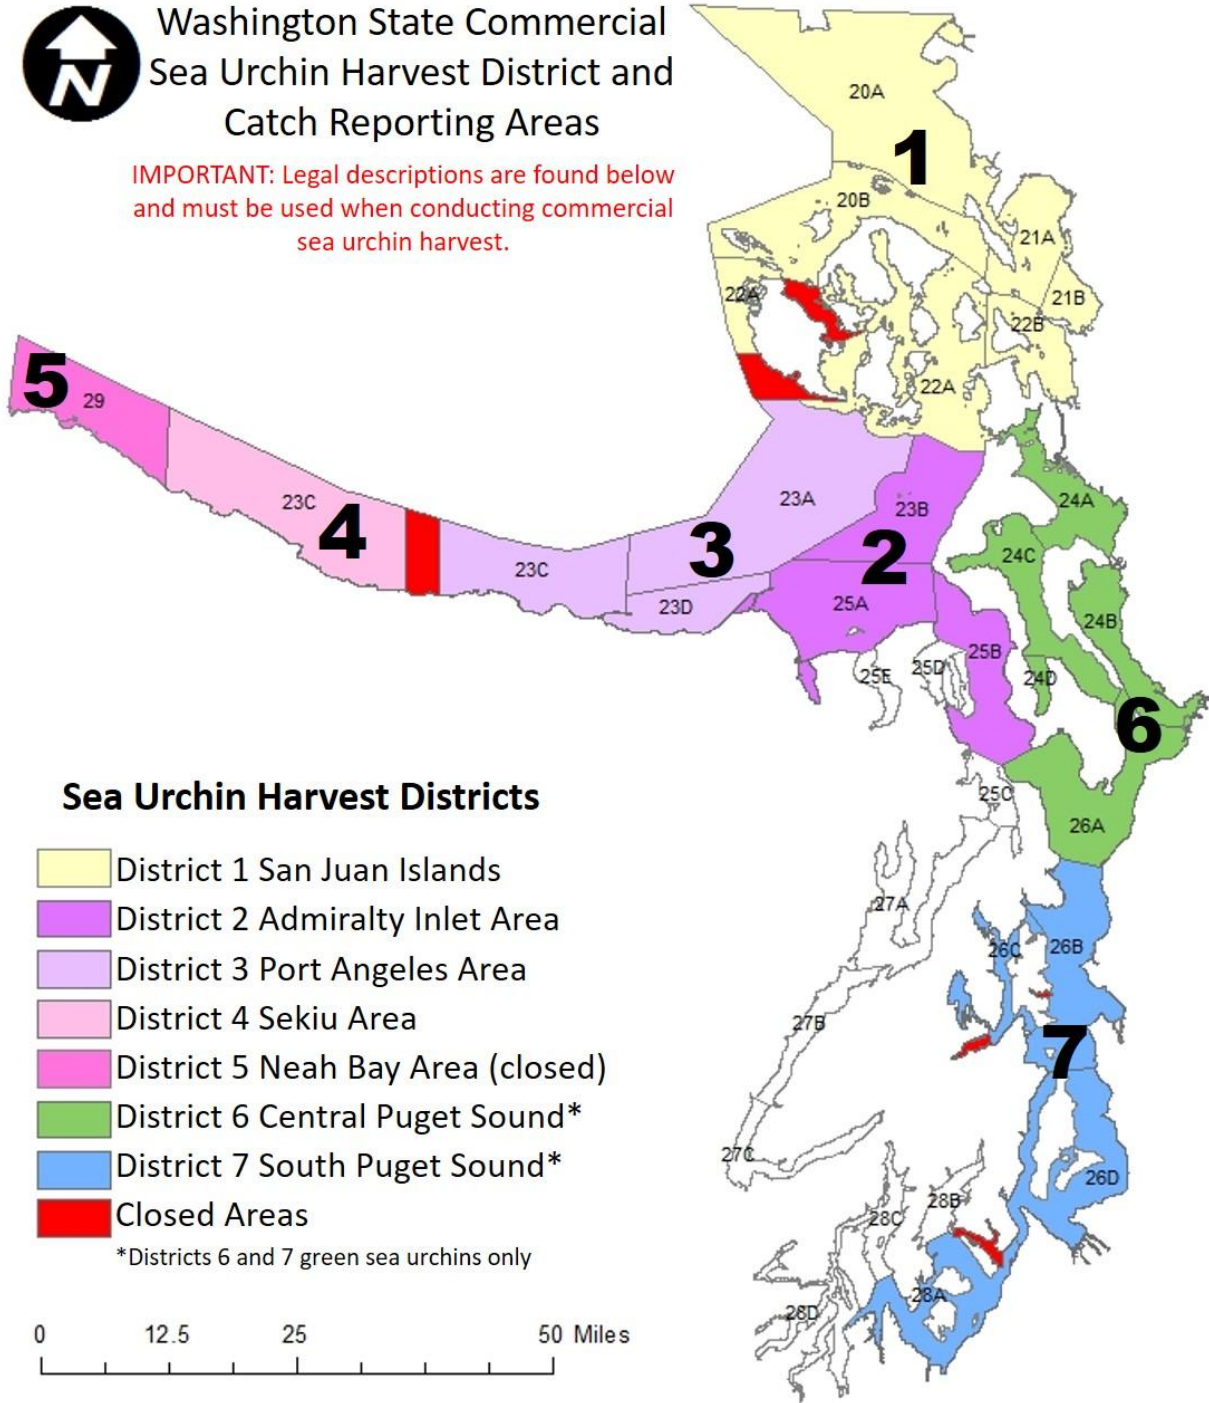 N
Washington State Commercial
Sea Urchin Harvest District and
Catch Reporting Areas
IMPORTANT: Legal descriptions are found below
and must be used when conducting commercial
sea urchin harvest.
20A
1
20B
21A
22A
21B
22B
22A
5
29
23C
4
23C
23A
3
23D
23B
2
25A
24A
24C
24B
25B
25E
25D
24D
6
25C
26A
27A
26C
26B
27B
7
27C
26D
28B
28C
28A
28D
Sea Urchin Harvest Districts
District 1 San Juan Islands
District 2 Admiralty Inlet Area
District 3 Port Angeles Area
District 4 Sekiu Area
District 5 Neah Bay Area (closed)
District 6 Central Puget Sound*
District 7 South Puget Sound*
Closed Areas
*Districts 6 and 7 green sea urchins only
0 12.5 25 50 Miles